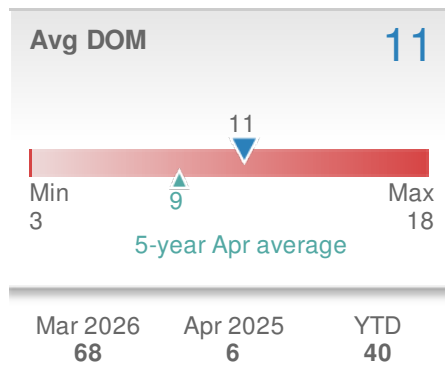 Avg DOM 11
11
Min Max
9
3 18
5-year Apr average
Mar 2026 Apr 2025 YTD
68 6 40